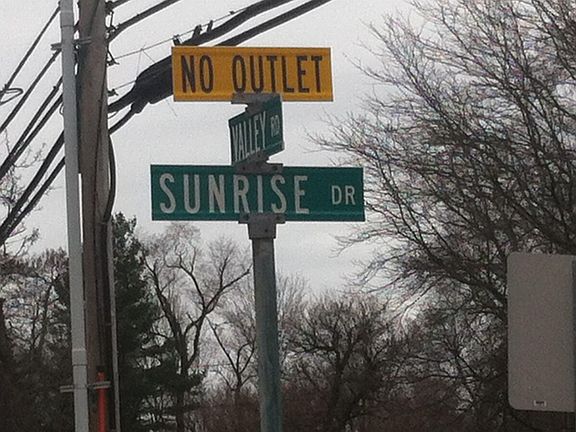 NO OUTLET
VALLEY RD
SUNRISE DR